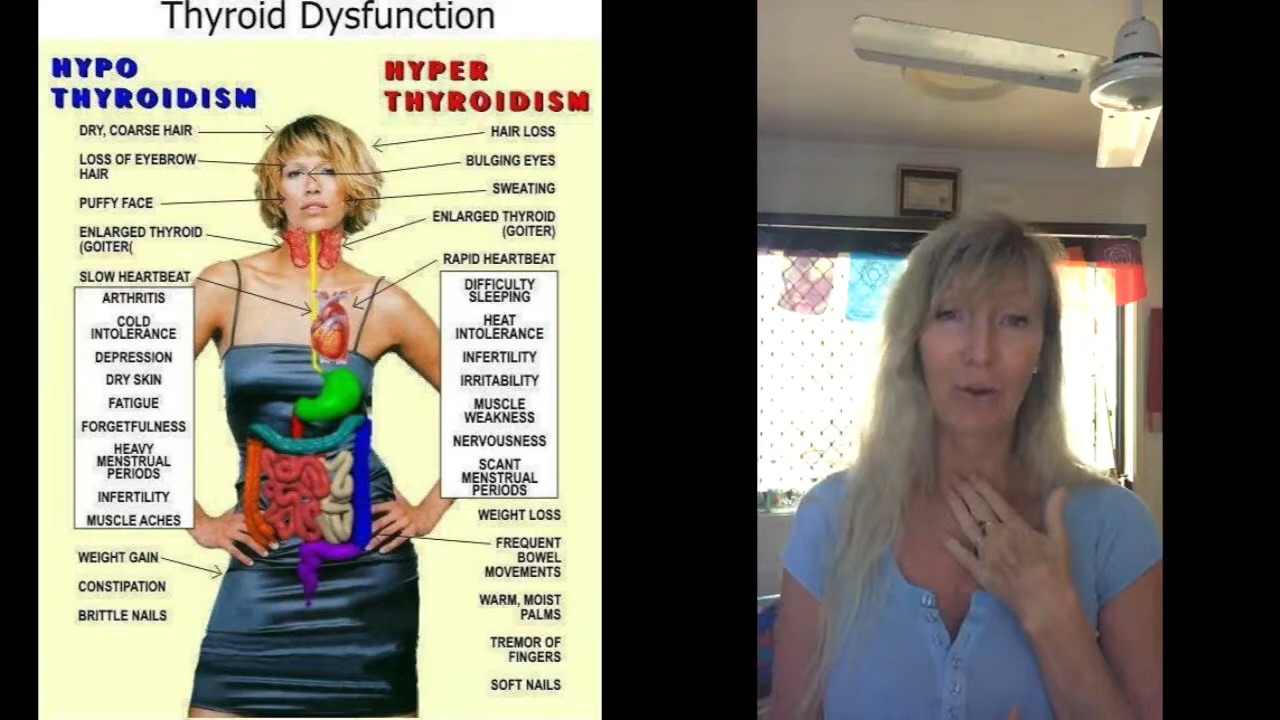 Thyroid Dysfunction
HYPO
THYROIDISM
DRY, COARSE HAIR
LOSS OF EYEBROW
HAIR
PUFFY FACE
ENLARGED THYROID
(GOITER(
SLOW HEARTBEAT
ARTHRITIS
COLD
INTOLERANCE
DEPRESSION
DRY SKIN
FATIGUE
FORGETFULNESS
HEAVY
MENSTRUAL
PERIODS
INFERTILITY
MUSCLE ACHES
WEIGHT GAIN
CONSTIPATION
BRITTLE NAILS
HYPER
THYROIDISM
HAIR LOSS
BULGING EYES
SWEATING
ENLARGED THYROID
(GOITER)
RAPID HEARTBEAT
DIFFICULTY
SLEEPING
HEAT
INTOLERANCE
INFERTILITY
IRRITABILITY
MUSCLE
WEAKNESS
NERVOUSNESS
SCANT
MENSTRUAL
PERIODS
WEIGHT LOSS
FREQUENT
BOWEL
MOVEMENTS
WARM, MOIST
PALMS
TREMOR OF
FINGERS
SOFT NAILS